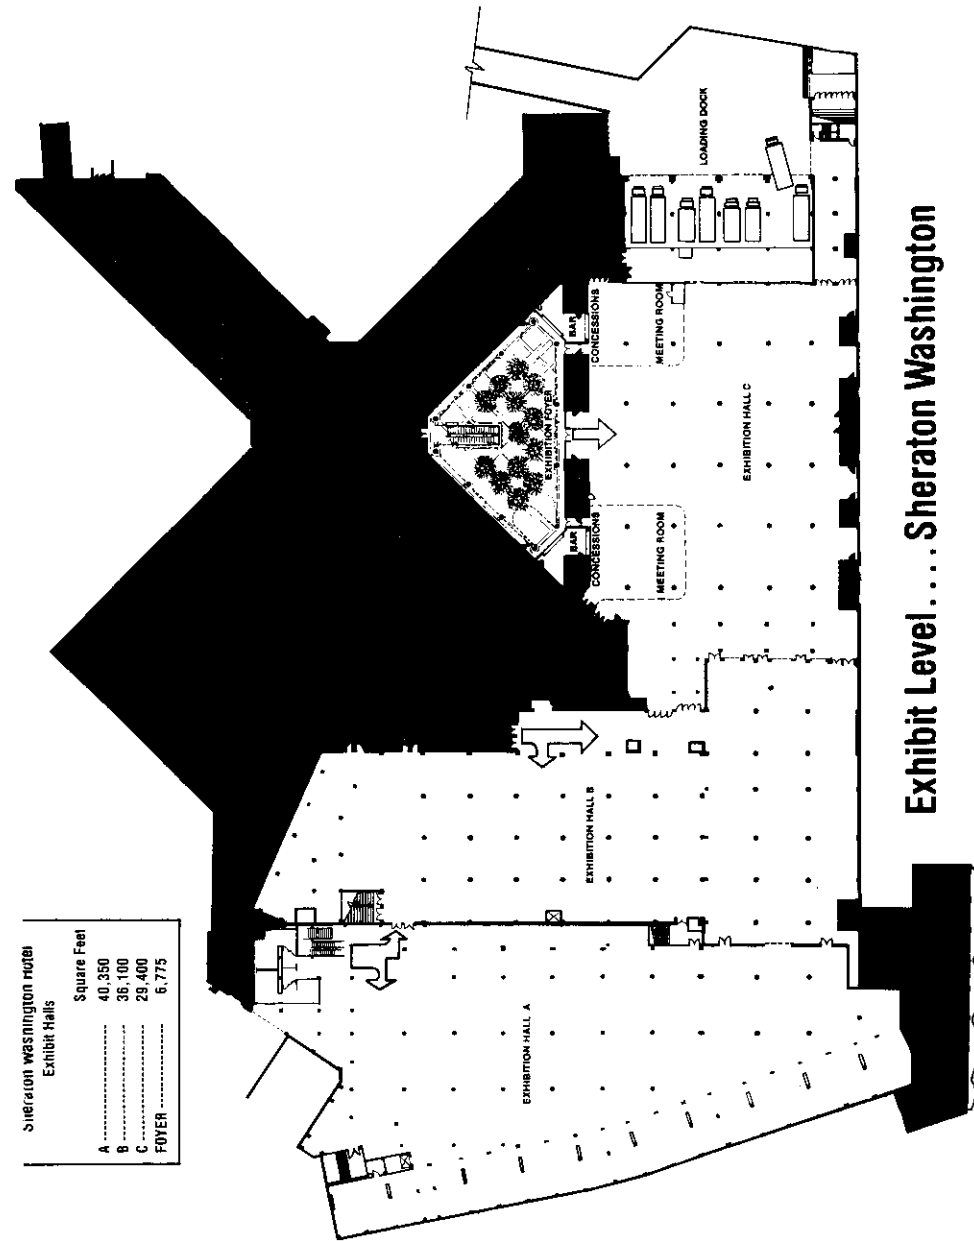 Sheraton Washington Hotel
Exhibit Halls
Square Feet
A ------------ 40,350
B ------------ 36,100
C ------------ 29,400
FOYER ------------ 6,775
LOADING DOCK
BAR
CONCESSIONS
MEETING ROOM
EXHIBITION FOYER
EXHIBITION HALL C
BAR
CONCESSIONS
MEETING ROOM
EXHIBITION HALL B
EXHIBITION HALL A
Exhibit Level.....Sheraton Washington